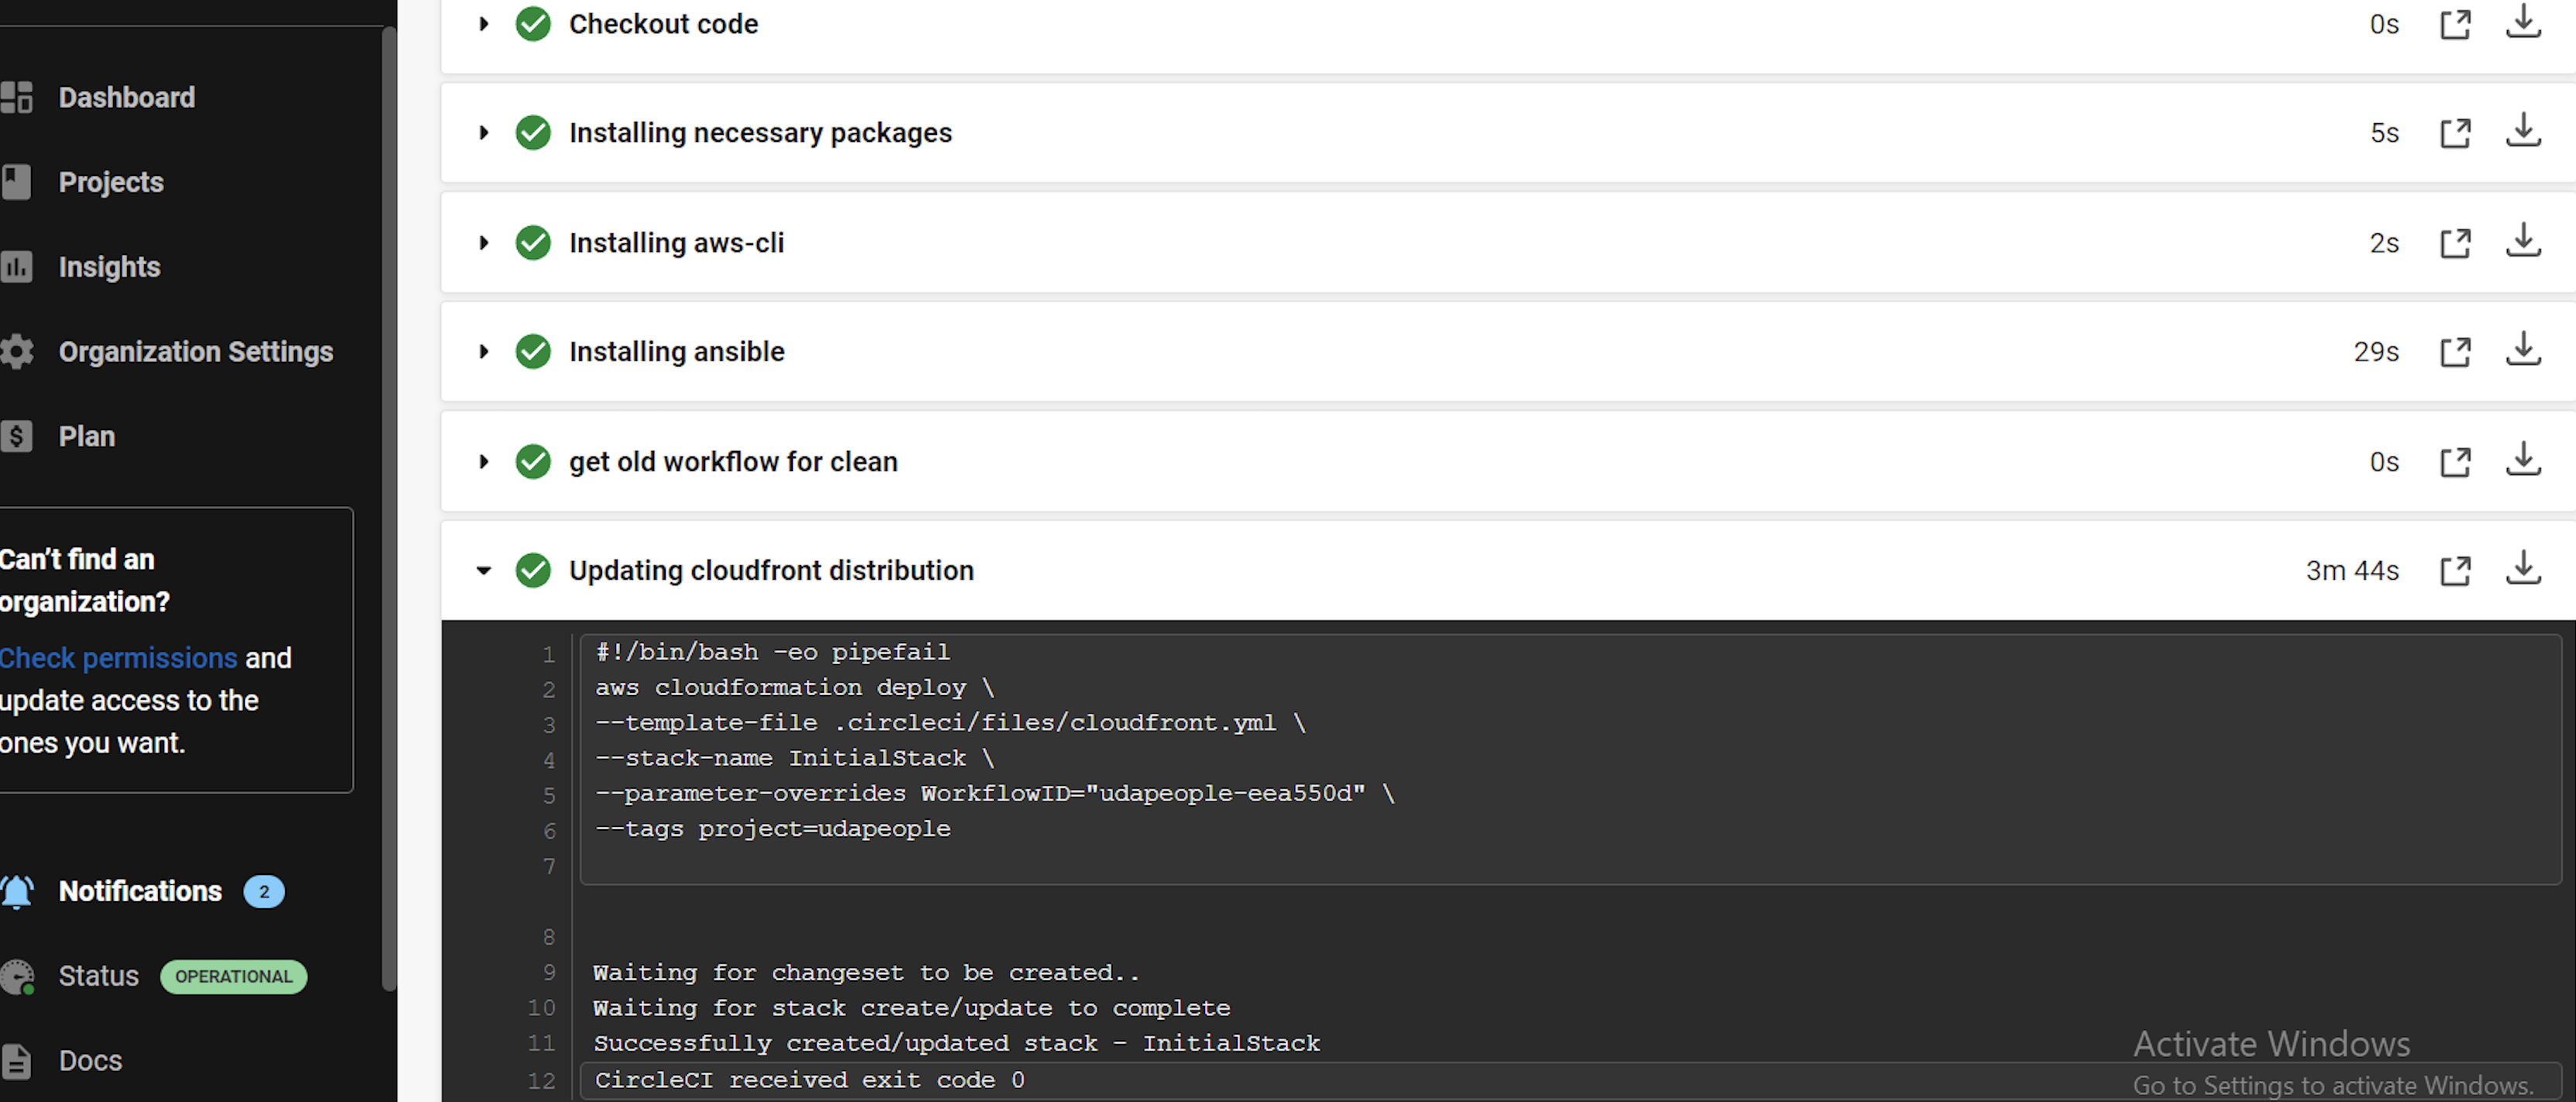 Dashboard
Projects
Insights
Organization Settings
Plan
Can't find an
organization?
Check permissions and
update access to the
ones you want.
Notifications 2
Status OPERATIONAL
Docs
Checkout code 0s
Installing necessary packages 5s
Installing aws-cli 2s
Installing ansible 29s
get old workflow for clean 0s
Updating cloudfront distribution 3m 44s
1 #!/bin/bash -eo pipefail
2 aws cloudformation deploy \
3 --template-file .circleci/files/cloudfront.yml \
4 --stack-name InitialStack \
5 --parameter-overrides WorkflowID="udapeople-eea550d" \
6 --tags project=udapeople
7
8
9 Waiting for changeset to be created..
10 Waiting for stack create/update to complete
11 Successfully created/updated stack - InitialStack
12 CircleCI received exit code 0
Activate Windows
Go to Settings to activate Windows.